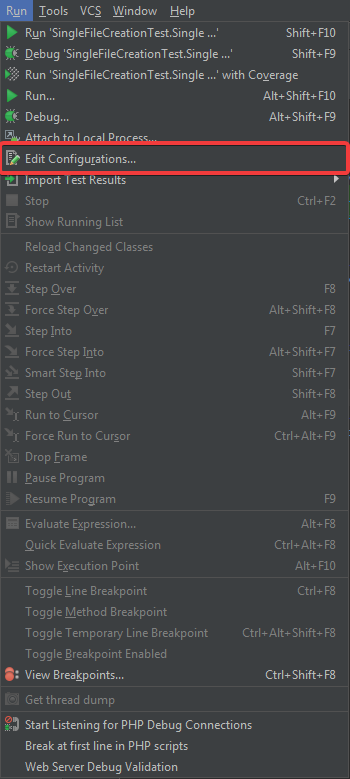 Run Tools VCS Window Help
Run 'SingleFileCreationTest.Single ...' Shift+F10
Debug 'SingleFileCreationTest.Single ...' Shift+F9
Run 'SingleFileCreationTest.Single ...' with Coverage
Run... Alt+Shift+F10
Debug... Alt+Shift+F9
Attach to Local Process...
Edit Configurations...
Import Test Results
Stop Ctrl+F2
Show Running List
Reload Changed Classes
Restart Activity
Step Over F8
Force Step Over Alt+Shift+F8
Step Into F7
Force Step Into Alt+Shift+F7
Smart Step Into Shift+F7
Step Out Shift+F8
Run to Cursor Alt+F9
Force Run to Cursor Ctrl+Alt+F9
Drop Frame
Pause Program
Resume Program F9
Evaluate Expression... Alt+F8
Quick Evaluate Expression Ctrl+Alt+F8
Show Execution Point Alt+F10
Toggle Line Breakpoint Ctrl+F8
Toggle Method Breakpoint
Toggle Temporary Line Breakpoint Ctrl+Alt+Shift+F8
Toggle Breakpoint Enabled
View Breakpoints... Ctrl+Shift+F8
Get thread dump
Start Listening for PHP Debug Connections
Break at first line in PHP scripts
Web Server Debug Validation